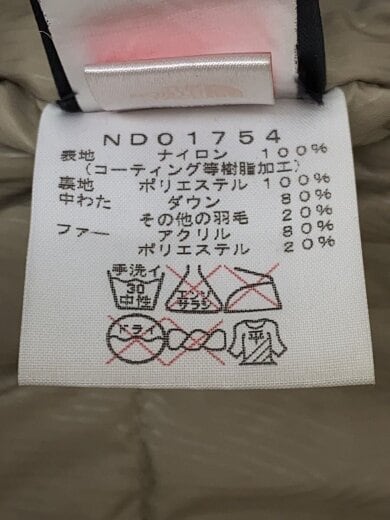 ND01754
表地 ナイロン 100%
(コーティング等樹脂加工)
裏地 ポリエステル 100%
中わた ダウン 80%
その他の羽毛 20%
ファー アクリル 80%
ポリエステル 20%
手洗イ
30
中性
エンソ
サラシ
ドライ
平